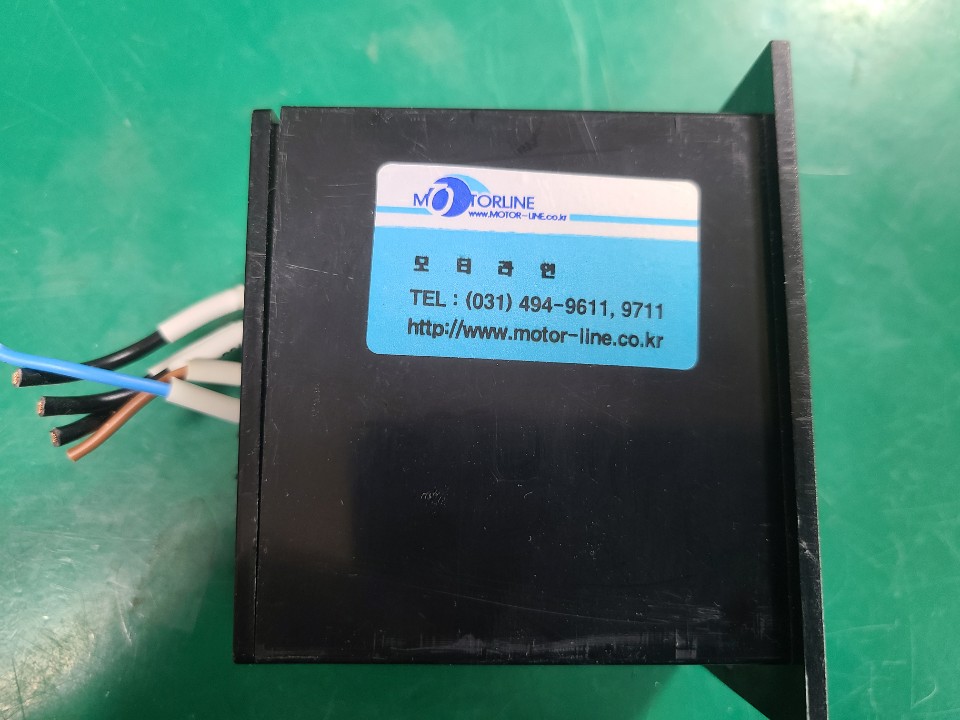 MOTORLINE
www.MOTOR-LINE.co.kr
모 터 라 인
TEL : (031) 494-9611, 9711
http://www.motor-line.co.kr